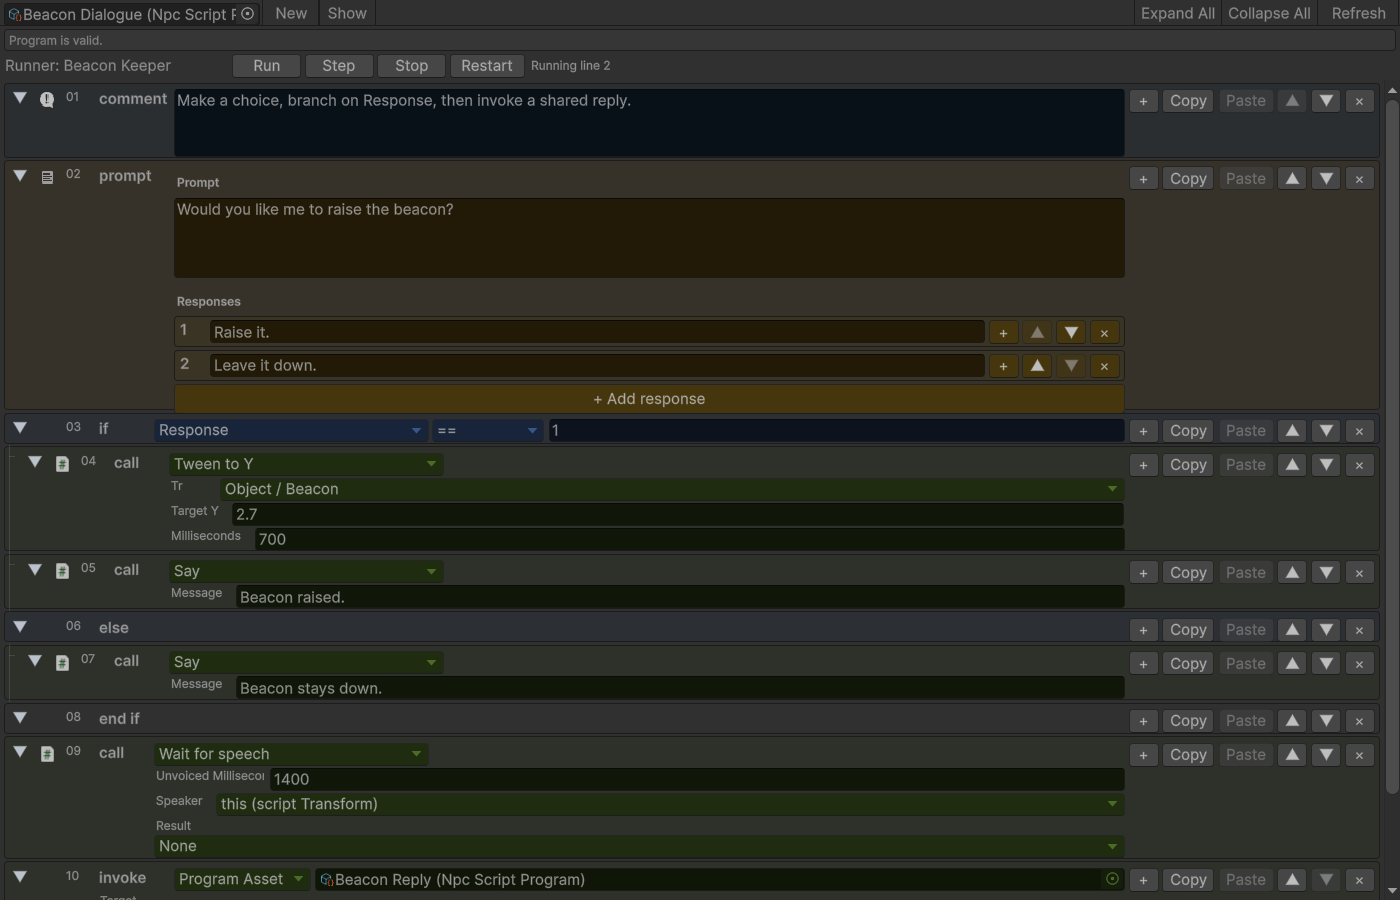 Beacon Dialogue (Npc Script P New Show Expand All Collapse All Refresh
Program is valid.
Runner: Beacon Keeper Run Step Stop Restart Running line 2
01 comment Make a choice, branch on Response, then invoke a shared reply. + Copy Paste ×
02 prompt Prompt + Copy Paste ×
Would you like me to raise the beacon?
Responses
1 Raise it. + ×
2 Leave it down. + ×
+ Add response
03 if Response == 1 + Copy Paste ×
04 call Tween to Y + Copy Paste ×
Tr Object / Beacon
Target Y 2.7
Milliseconds 700
05 call Say + Copy Paste ×
Message Beacon raised.
06 else + Copy Paste ×
07 call Say + Copy Paste ×
Message Beacon stays down.
08 end if + Copy Paste ×
09 call Wait for speech + Copy Paste ×
Unvoiced Millisecor 1400
Speaker this (script Transform)
Result
None
10 invoke Program Asset Beacon Reply (Npc Script Program) + Copy Paste ×
Target